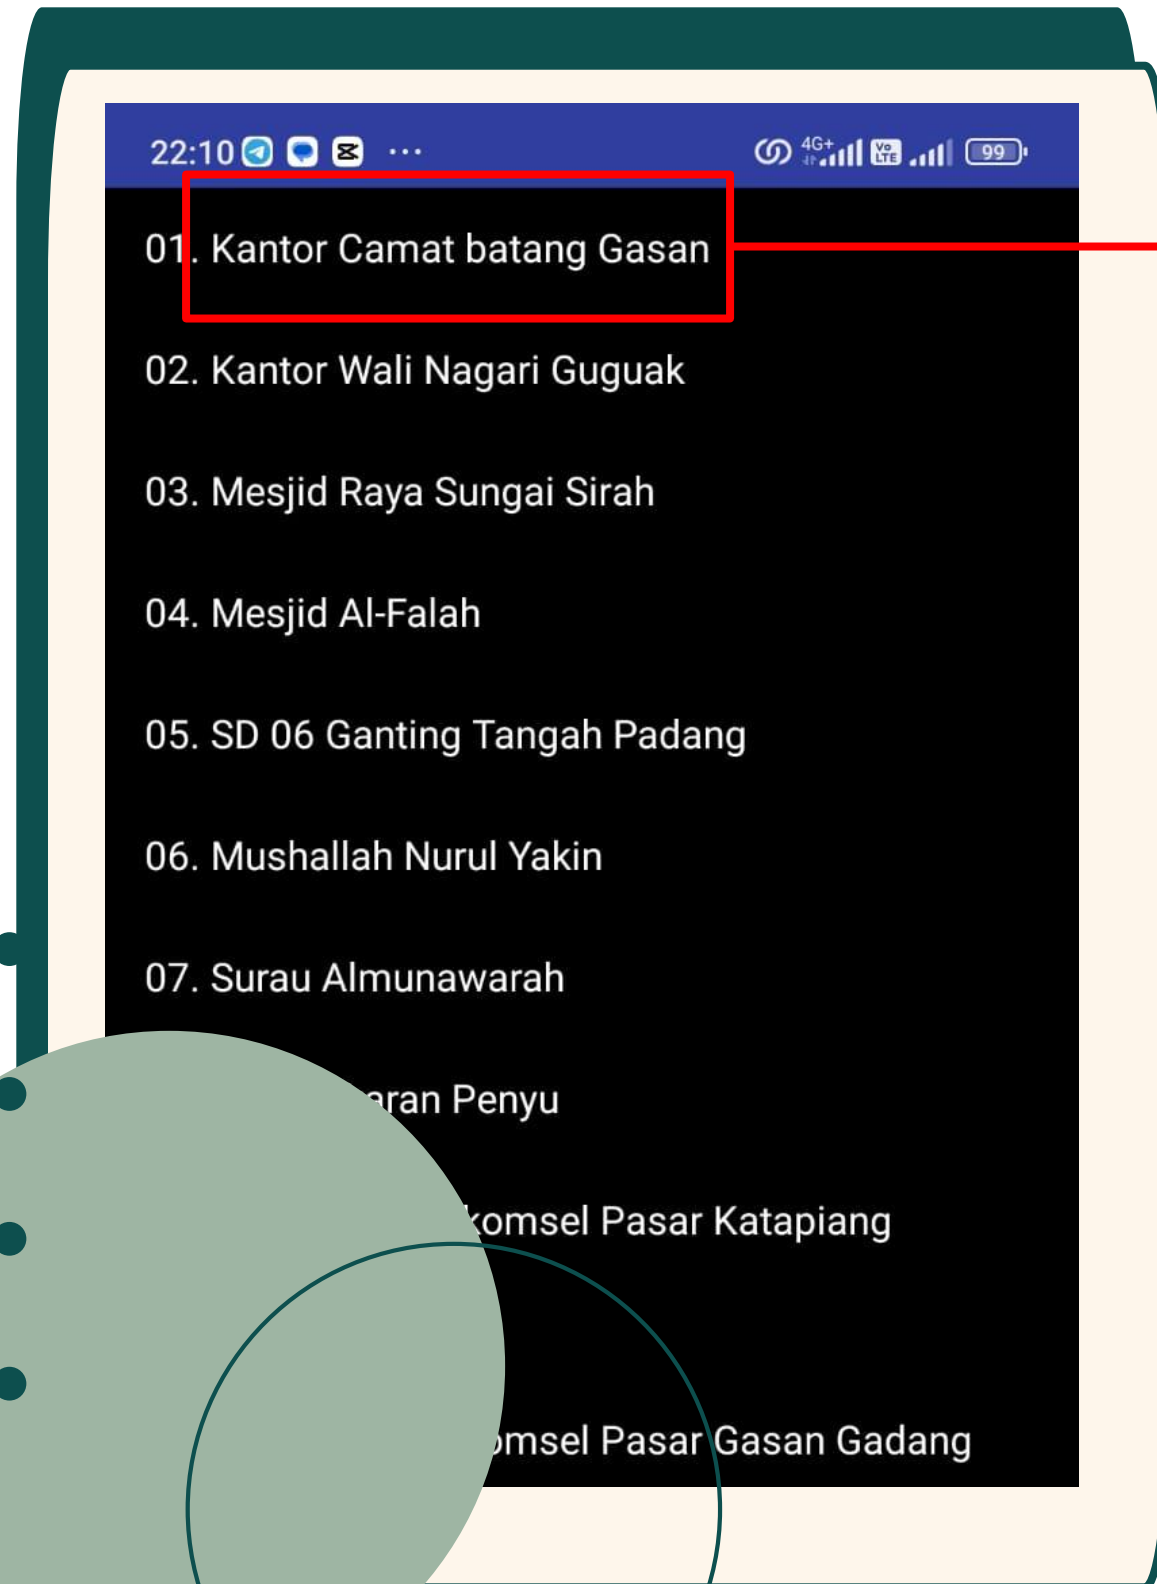 22:10 ... 4G+ Vo LTE 99
01. Kantor Camat batang Gasan
02. Kantor Wali Nagari Guguak
03. Mesjid Raya Sungai Sirah
04. Mesjid Al-Falah
05. SD 06 Ganting Tangah Padang
06. Mushallah Nurul Yakin
07. Surau Almunawarah
Penyu
Pasar Katapiang
Pasar Gasan Gadang